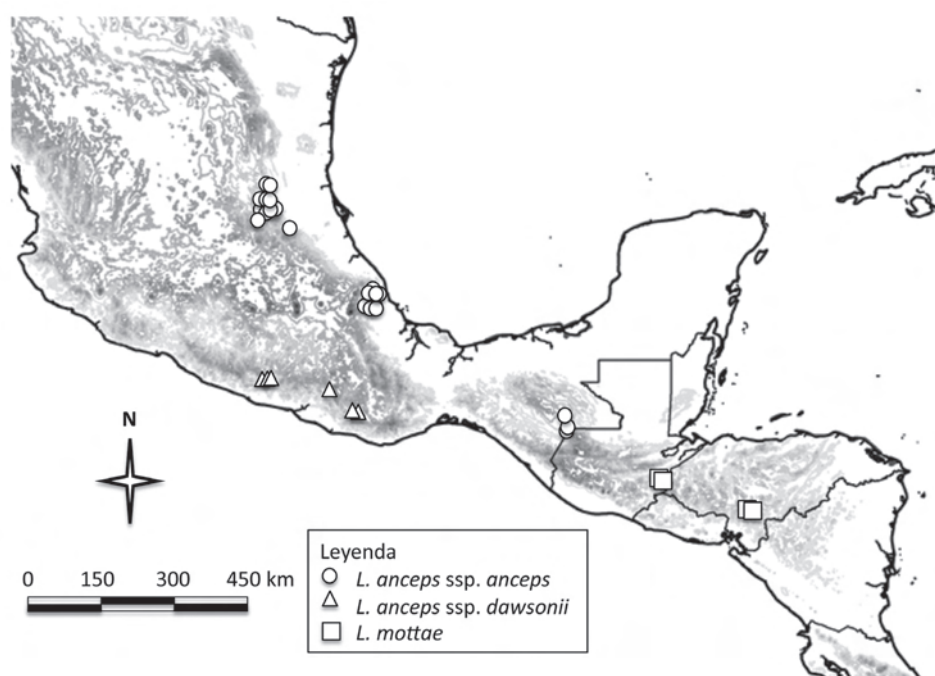 N
0 150 300 450 km
Leyenda
L. anceps ssp. anceps
L. anceps ssp. dawsonii
L. mottae